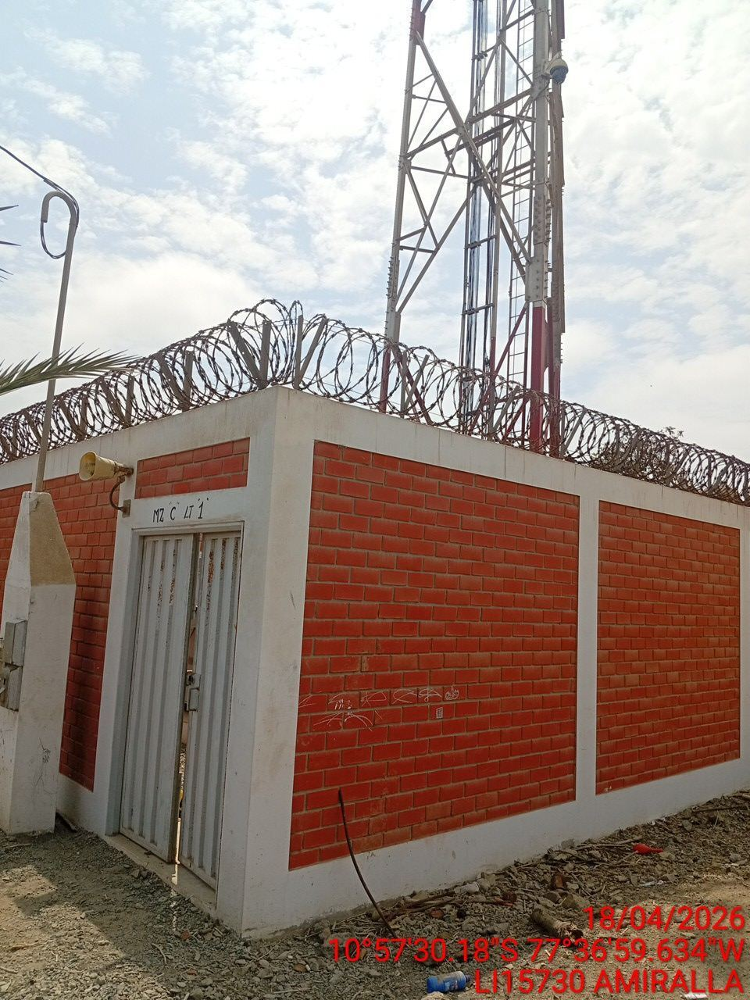 MZ "C" LT "1"
18/04/2026
10°57'30.18"S 77°36'59.634"W
LI15730 AMIRALLA